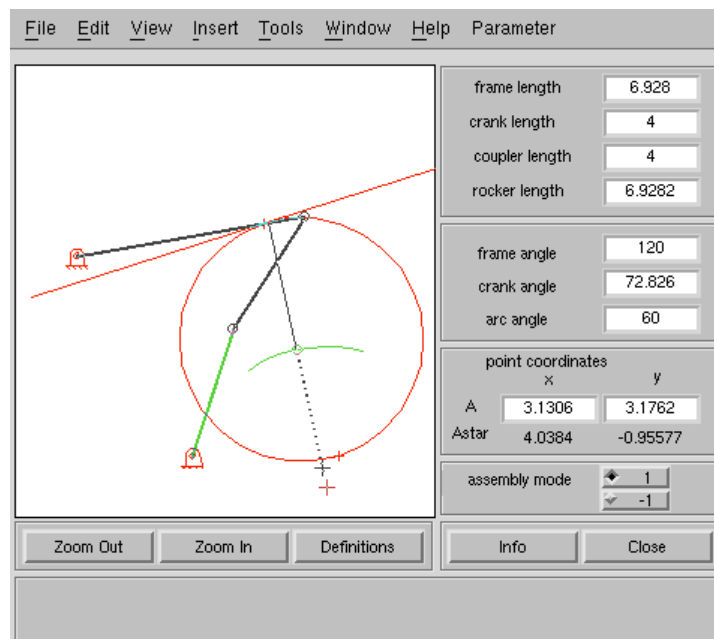 File Edit View Insert Tools Window Help Parameter
frame length 6.928
crank length 4
coupler length 4
rocker length 6.9282
frame angle 120
crank angle 72.826
arc angle 60
point coordinates
x y
A 3.1306 3.1762
Astar 4.0384 -0.95577
assembly mode 1
-1
Zoom Out Zoom In Definitions Info Close